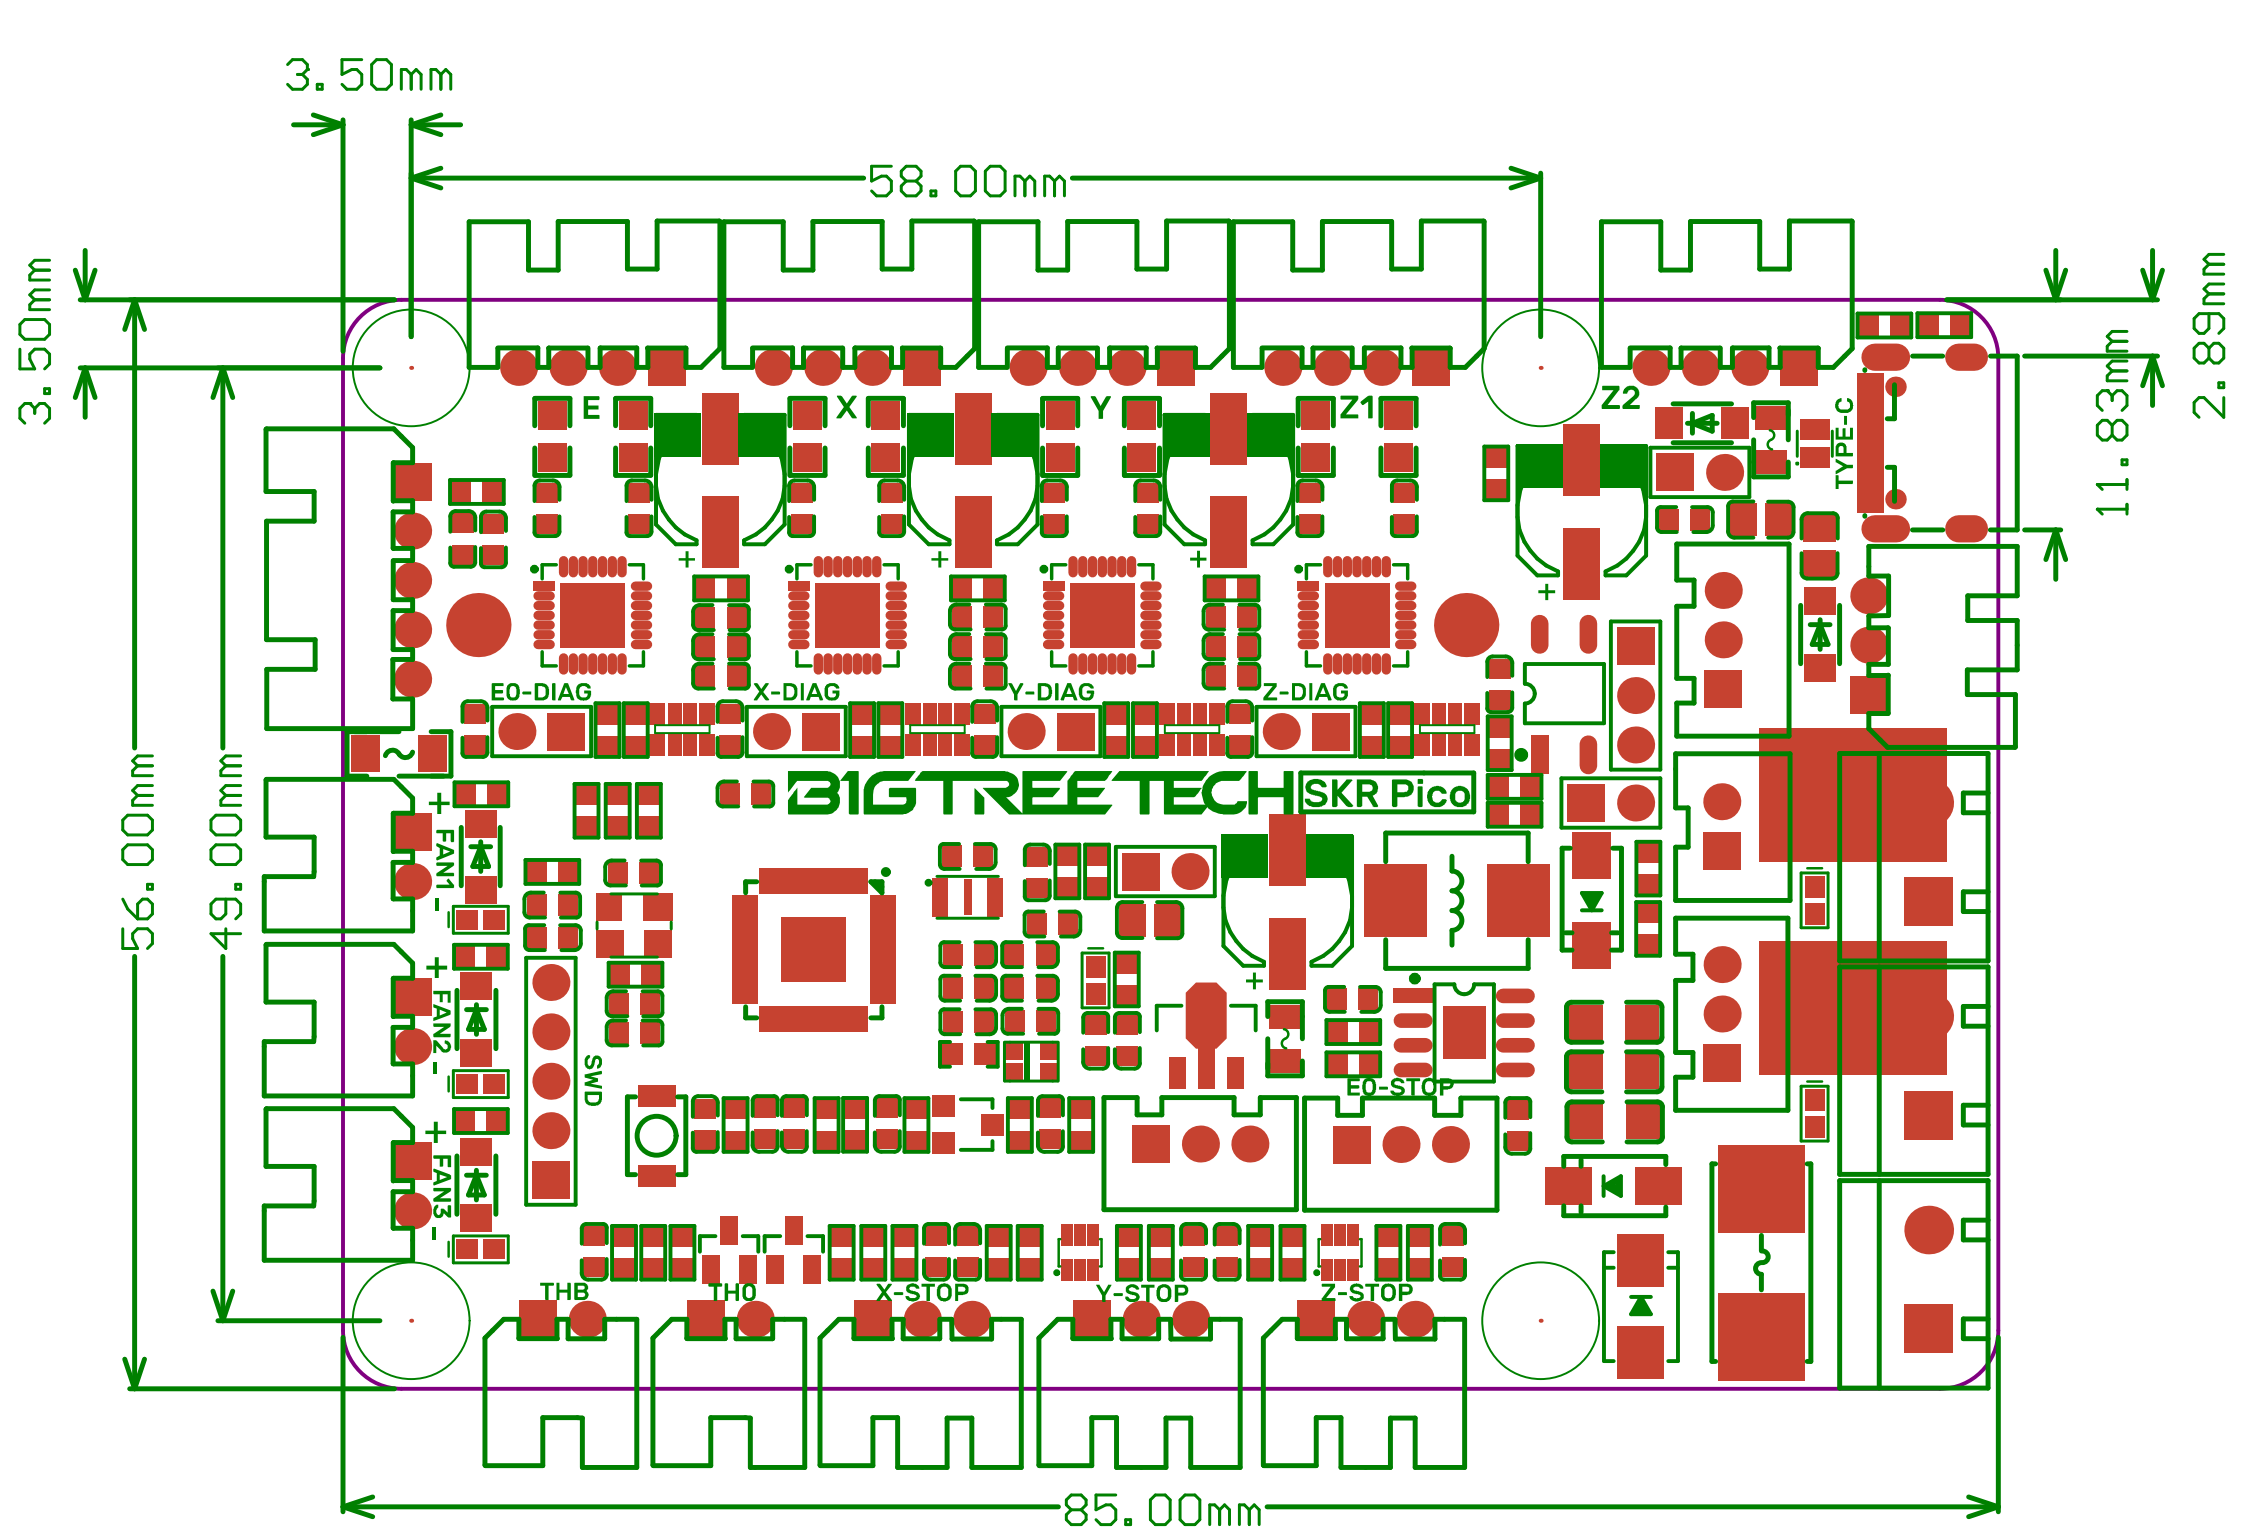 3.50mm
58.00mm
3.50mm
2.89mm
11.83mm
56.00mm
49.00mm
E
X
Y
Z1
Z2
TYPE-C
+
+
+
+
E0-DIAG
X-DIAG
Y-DIAG
Z-DIAG
BIGTREETECH
SKR Pico
+ FAN1 -
+ FAN2 -
+ FAN3 -
+
SWD
E0-STOP
THB
TH0
X-STOP
Y-STOP
Z-STOP
85.00mm